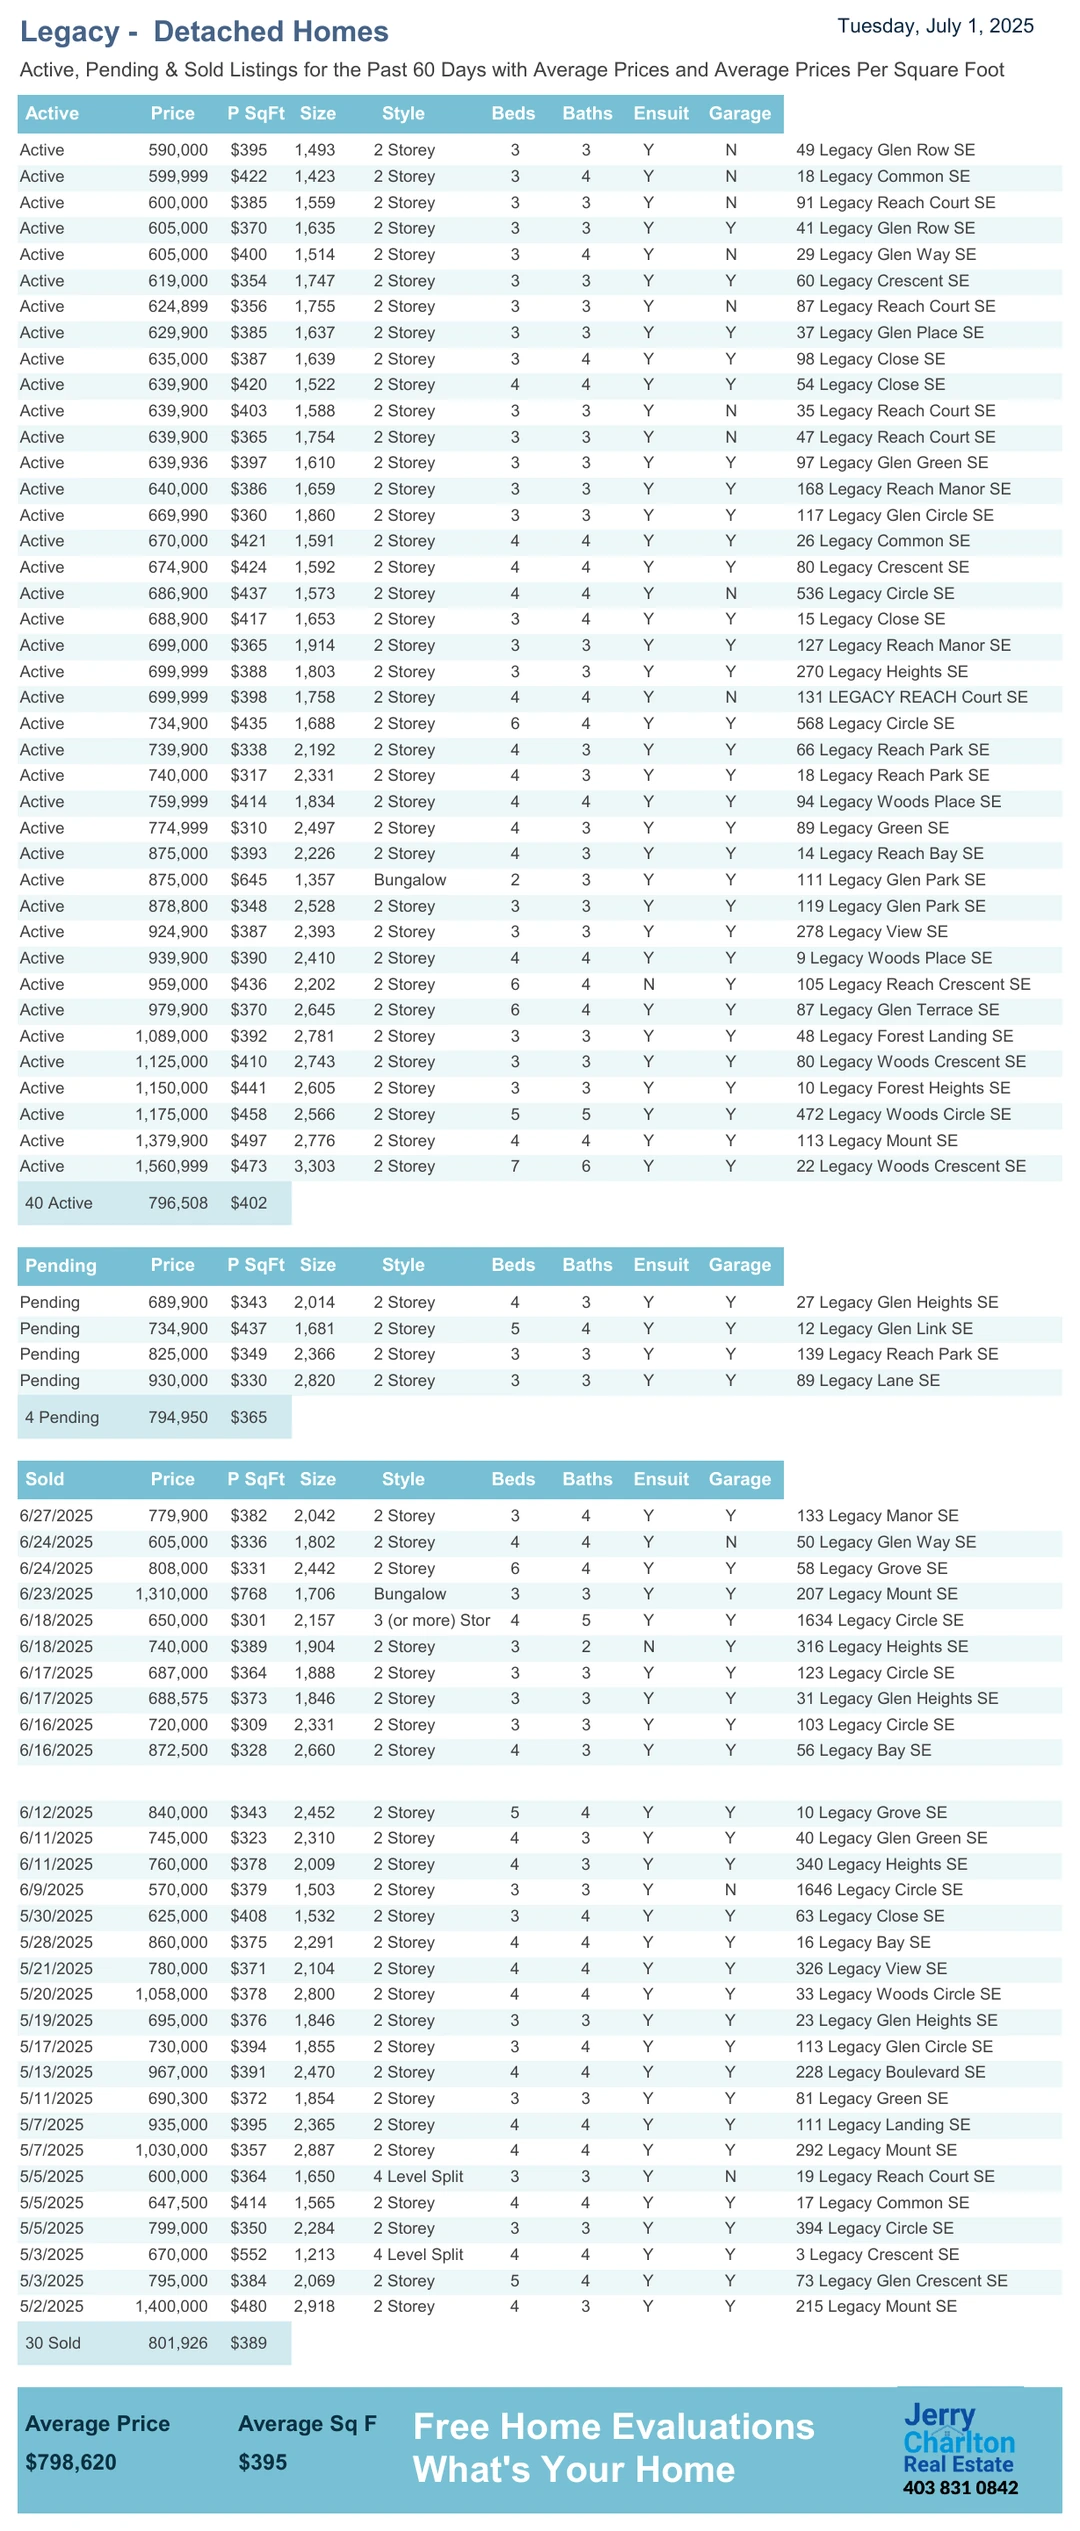 Legacy -  Detached Homes
Tuesday, July 1, 2025
Active, Pending & Sold Listings for the Past 60 Days with Average Prices and Average Prices Per Square Foot
Active Price P SqFt Size Style Beds Baths Ensuit Garage
Active 590,000 $395 1,493 2 Storey 3 3 Y N 49 Legacy Glen Row SE
Active 599,999 $422 1,423 2 Storey 3 4 Y N 18 Legacy Common SE
Active 600,000 $385 1,559 2 Storey 3 3 Y N 91 Legacy Reach Court SE
Active 605,000 $370 1,635 2 Storey 3 3 Y Y 41 Legacy Glen Row SE
Active 605,000 $400 1,514 2 Storey 3 4 Y N 29 Legacy Glen Way SE
Active 619,000 $354 1,747 2 Storey 3 3 Y Y 60 Legacy Crescent SE
Active 624,899 $356 1,755 2 Storey 3 3 Y N 87 Legacy Reach Court SE
Active 629,900 $385 1,637 2 Storey 3 3 Y Y 37 Legacy Glen Place SE
Active 635,000 $387 1,639 2 Storey 3 4 Y Y 98 Legacy Close SE
Active 639,900 $420 1,522 2 Storey 4 4 Y Y 54 Legacy Close SE
Active 639,900 $403 1,588 2 Storey 3 3 Y N 35 Legacy Reach Court SE
Active 639,900 $365 1,754 2 Storey 3 3 Y N 47 Legacy Reach Court SE
Active 639,936 $397 1,610 2 Storey 3 3 Y Y 97 Legacy Glen Green SE
Active 640,000 $386 1,659 2 Storey 3 3 Y Y 168 Legacy Reach Manor SE
Active 669,990 $360 1,860 2 Storey 3 3 Y Y 117 Legacy Glen Circle SE
Active 670,000 $421 1,591 2 Storey 4 4 Y Y 26 Legacy Common SE
Active 674,900 $424 1,592 2 Storey 4 4 Y Y 80 Legacy Crescent SE
Active 686,900 $437 1,573 2 Storey 4 4 Y N 536 Legacy Circle SE
Active 688,900 $417 1,653 2 Storey 3 4 Y Y 15 Legacy Close SE
Active 699,000 $365 1,914 2 Storey 3 3 Y Y 127 Legacy Reach Manor SE
Active 699,999 $388 1,803 2 Storey 3 3 Y Y 270 Legacy Heights SE
Active 699,999 $398 1,758 2 Storey 4 4 Y N 131 LEGACY REACH Court SE
Active 734,900 $435 1,688 2 Storey 6 4 Y Y 568 Legacy Circle SE
Active 739,900 $338 2,192 2 Storey 4 3 Y Y 66 Legacy Reach Park SE
Active 740,000 $317 2,331 2 Storey 4 3 Y Y 18 Legacy Reach Park SE
Active 759,999 $414 1,834 2 Storey 4 4 Y Y 94 Legacy Woods Place SE
Active 774,999 $310 2,497 2 Storey 4 3 Y Y 89 Legacy Green SE
Active 875,000 $393 2,226 2 Storey 4 3 Y Y 14 Legacy Reach Bay SE
Active 875,000 $645 1,357 Bungalow 2 3 Y Y 111 Legacy Glen Park SE
Active 878,800 $348 2,528 2 Storey 3 3 Y Y 119 Legacy Glen Park SE
Active 924,900 $387 2,393 2 Storey 3 3 Y Y 278 Legacy View SE
Active 939,900 $390 2,410 2 Storey 4 4 Y Y 9 Legacy Woods Place SE
Active 959,000 $436 2,202 2 Storey 6 4 N Y 105 Legacy Reach Crescent SE
Active 979,900 $370 2,645 2 Storey 6 4 Y Y 87 Legacy Glen Terrace SE
Active 1,089,000 $392 2,781 2 Storey 3 3 Y Y 48 Legacy Forest Landing SE
Active 1,125,000 $410 2,743 2 Storey 3 3 Y Y 80 Legacy Woods Crescent SE
Active 1,150,000 $441 2,605 2 Storey 3 3 Y Y 10 Legacy Forest Heights SE
Active 1,175,000 $458 2,566 2 Storey 5 5 Y Y 472 Legacy Woods Circle SE
Active 1,379,900 $497 2,776 2 Storey 4 4 Y Y 113 Legacy Mount SE
Active 1,560,999 $473 3,303 2 Storey 7 6 Y Y 22 Legacy Woods Crescent SE
40 Active 796,508 $402
Pending Price P SqFt Size Style Beds Baths Ensuit Garage
Pending 689,900 $343 2,014 2 Storey 4 3 Y Y 27 Legacy Glen Heights SE
Pending 734,900 $437 1,681 2 Storey 5 4 Y Y 12 Legacy Glen Link SE
Pending 825,000 $349 2,366 2 Storey 3 3 Y Y 139 Legacy Reach Park SE
Pending 930,000 $330 2,820 2 Storey 3 3 Y Y 89 Legacy Lane SE
4 Pending 794,950 $365
Sold Price P SqFt Size Style Beds Baths Ensuit Garage
6/27/2025 779,900 $382 2,042 2 Storey 3 4 Y Y 133 Legacy Manor SE
6/24/2025 605,000 $336 1,802 2 Storey 4 4 Y N 50 Legacy Glen Way SE
6/24/2025 808,000 $331 2,442 2 Storey 6 4 Y Y 58 Legacy Grove SE
6/23/2025 1,310,000 $768 1,706 Bungalow 3 3 Y Y 207 Legacy Mount SE
6/18/2025 650,000 $301 2,157 3 (or more) Stor 4 5 Y Y 1634 Legacy Circle SE
6/18/2025 740,000 $389 1,904 2 Storey 3 2 N Y 316 Legacy Heights SE
6/17/2025 687,000 $364 1,888 2 Storey 3 3 Y Y 123 Legacy Circle SE
6/17/2025 688,575 $373 1,846 2 Storey 3 3 Y Y 31 Legacy Glen Heights SE
6/16/2025 720,000 $309 2,331 2 Storey 3 3 Y Y 103 Legacy Circle SE
6/16/2025 872,500 $328 2,660 2 Storey 4 3 Y Y 56 Legacy Bay SE
6/12/2025 840,000 $343 2,452 2 Storey 5 4 Y Y 10 Legacy Grove SE
6/11/2025 745,000 $323 2,310 2 Storey 4 3 Y Y 40 Legacy Glen Green SE
6/11/2025 760,000 $378 2,009 2 Storey 4 3 Y Y 340 Legacy Heights SE
6/9/2025 570,000 $379 1,503 2 Storey 3 3 Y N 1646 Legacy Circle SE
5/30/2025 625,000 $408 1,532 2 Storey 3 4 Y Y 63 Legacy Close SE
5/28/2025 860,000 $375 2,291 2 Storey 4 4 Y Y 16 Legacy Bay SE
5/21/2025 780,000 $371 2,104 2 Storey 4 4 Y Y 326 Legacy View SE
5/20/2025 1,058,000 $378 2,800 2 Storey 4 4 Y Y 33 Legacy Woods Circle SE
5/19/2025 695,000 $376 1,846 2 Storey 3 3 Y Y 23 Legacy Glen Heights SE
5/17/2025 730,000 $394 1,855 2 Storey 3 4 Y Y 113 Legacy Glen Circle SE
5/13/2025 967,000 $391 2,470 2 Storey 4 4 Y Y 228 Legacy Boulevard SE
5/11/2025 690,300 $372 1,854 2 Storey 3 3 Y Y 81 Legacy Green SE
5/7/2025 935,000 $395 2,365 2 Storey 4 4 Y Y 111 Legacy Landing SE
5/7/2025 1,030,000 $357 2,887 2 Storey 4 4 Y Y 292 Legacy Mount SE
5/5/2025 600,000 $364 1,650 4 Level Split 3 3 Y N 19 Legacy Reach Court SE
5/5/2025 647,500 $414 1,565 2 Storey 4 4 Y Y 17 Legacy Common SE
5/5/2025 799,000 $350 2,284 2 Storey 3 3 Y Y 394 Legacy Circle SE
5/3/2025 670,000 $552 1,213 4 Level Split 4 4 Y Y 3 Legacy Crescent SE
5/3/2025 795,000 $384 2,069 2 Storey 5 4 Y Y 73 Legacy Glen Crescent SE
5/2/2025 1,400,000 $480 2,918 2 Storey 4 3 Y Y 215 Legacy Mount SE
30 Sold 801,926 $389
Average Price Average Sq F
$798,620 $395
Free Home Evaluations
What's Your Home
Jerry
Charlton
Real Estate
403 831 0842